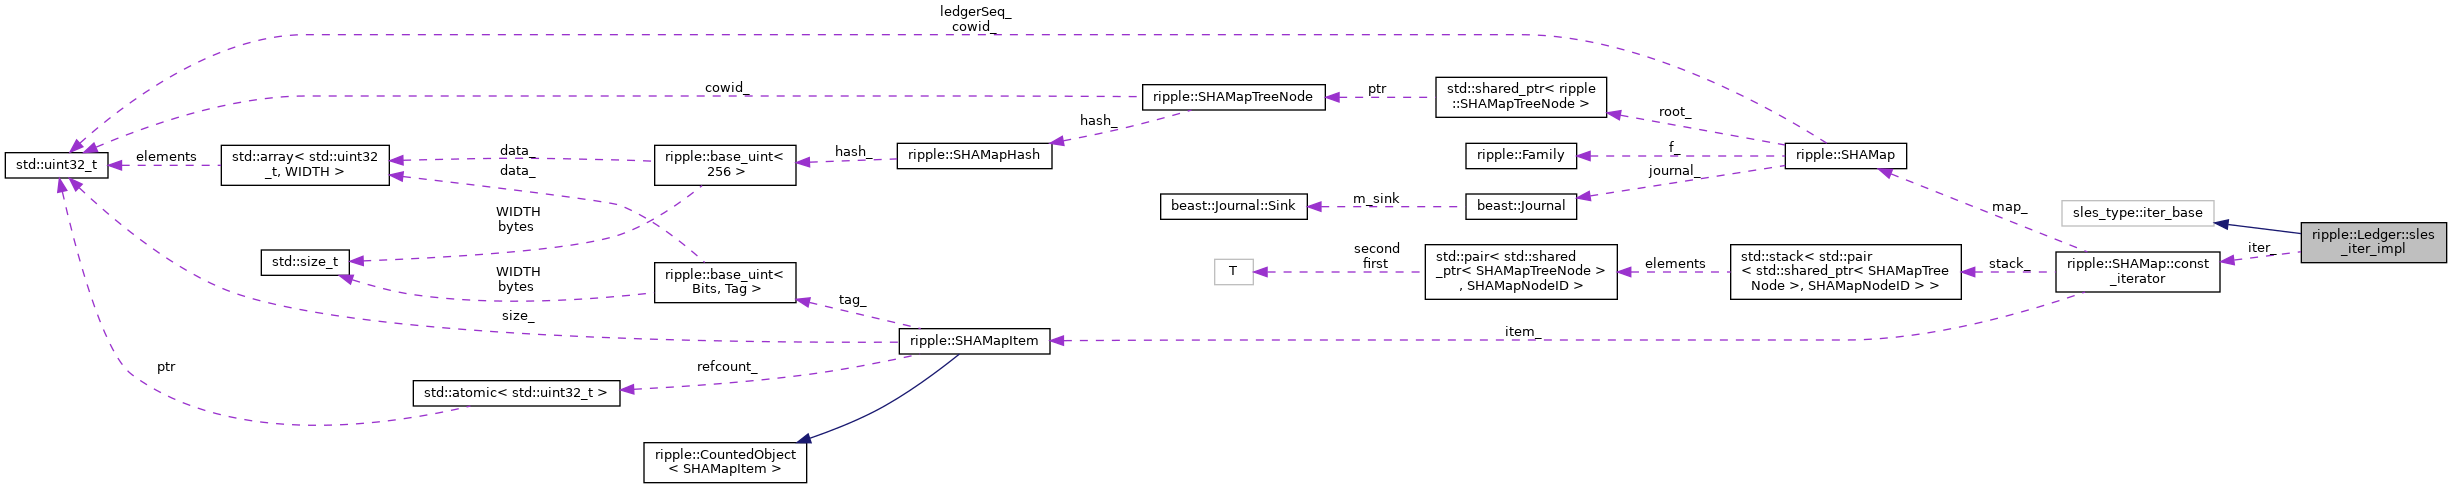 ledgerSeq_
cowid_
cowid_
ripple::SHAMapTreeNode
ptr
std::shared_ptr< ripple
::SHAMapTreeNode >
root_
hash_
std::uint32_t
elements
std::array< std::uint32
_t, WIDTH >
data_
data_
ripple::base_uint<
256 >
hash_
ripple::SHAMapHash
ripple::Family
f_
ripple::SHAMap
journal_
beast::Journal::Sink
m_sink
beast::Journal
map_
sles_type::iter_base
ripple::Ledger::sles
_iter_impl
iter_
WIDTH
bytes
std::size_t
WIDTH
bytes
ripple::base_uint<
Bits, Tag >
tag_
T
second
first
std::pair< std::shared
_ptr< SHAMapTreeNode >
, SHAMapNodeID >
elements
std::stack< std::pair
< std::shared_ptr< SHAMapTree
Node >, SHAMapNodeID > >
stack_
ripple::SHAMap::const
_iterator
size_
ripple::SHAMapItem
item_
ptr
refcount_
std::atomic< std::uint32_t >
ripple::CountedObject
< SHAMapItem >